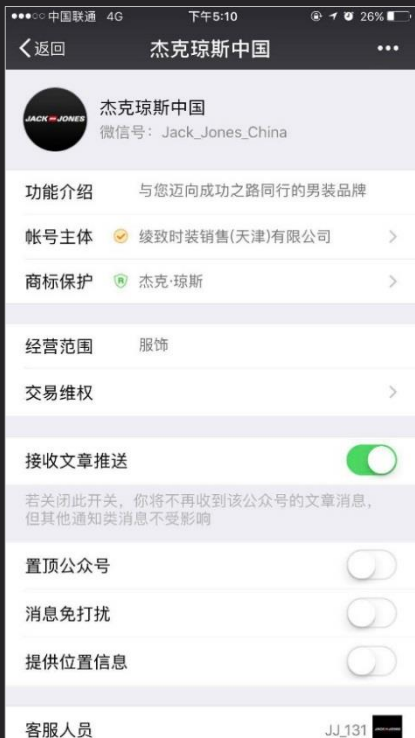 中国联通 4G 下午5:10 26%
返回 杰克琼斯中国
JACK JONES 杰克琼斯中国
微信号：Jack_Jones_China
功能介绍 与您迈向成功之路同行的男装品牌
帐号主体 绫致时装销售(天津)有限公司
商标保护 R 杰克·琼斯
经营范围 服饰
交易维权
接收文章推送
若关闭此开关，你将不再收到该公众号的文章消息，
但其他通知类消息不受影响
置顶公众号
消息免打扰
提供位置信息
客服人员 JJ_131